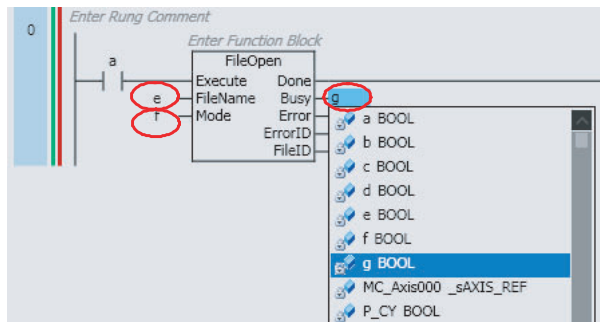 Enter Rung Comment
0
Enter Function Block
a
FileOpen
Execute Done
e FileName Busy g
f Mode Error
ErrorID
FileID
a BOOL
b BOOL
c BOOL
d BOOL
e BOOL
f BOOL
g BOOL
MC_Axis000 _sAXIS_REF
P_CY BOOL